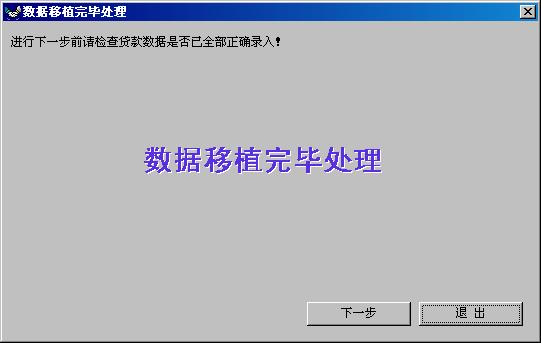 数据移植完毕处理
进行下一步前请检查贷款数据是否已全部正确录入！
数据移植完毕处理
下一步
退 出